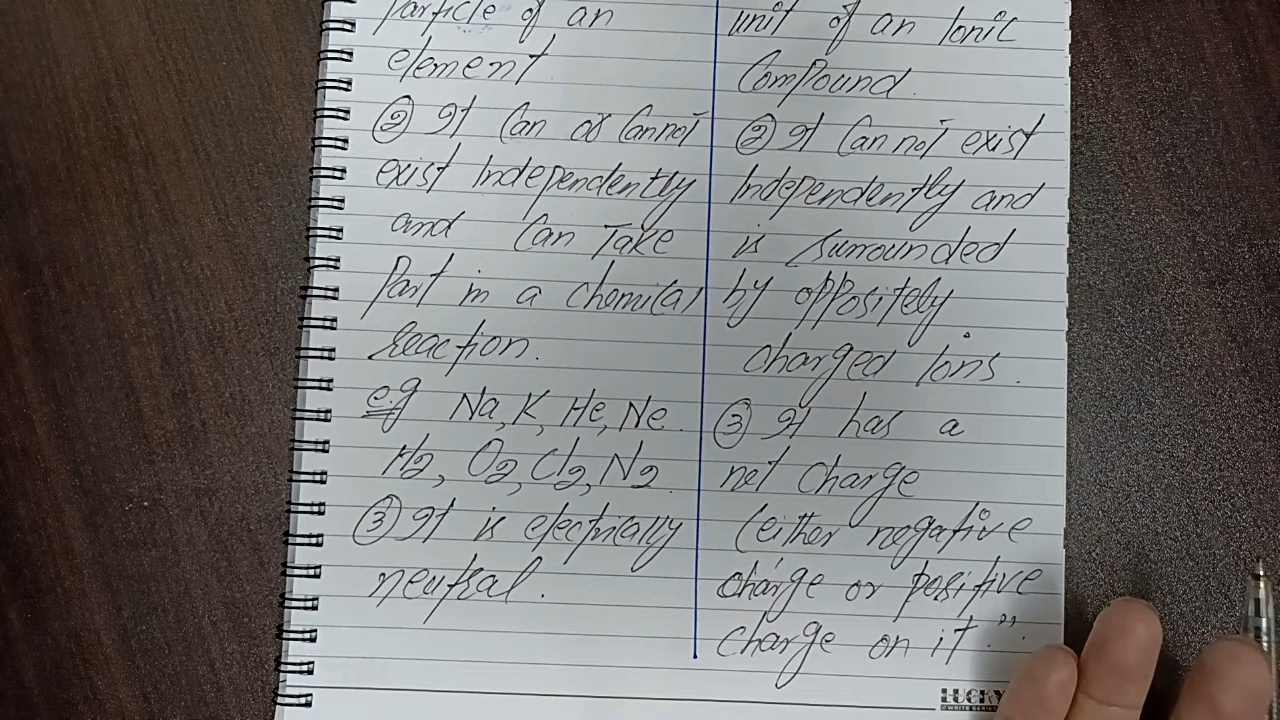 particle of an
element
② It Can or Cannot
exist Independently
and Can Take
Part in a chemical
Reaction.
e.g Na, K, He, Ne.
H2, O2, Cl2, N2.
③ It is electrically
neutral.
unit of an Ionic
Compound.
② It Can not exist
Independently and
is Surrounded
by oppositely
charged Ions.
③ It has a
net Charge
(either negative
charge or positive
charge on it".
LUCKY